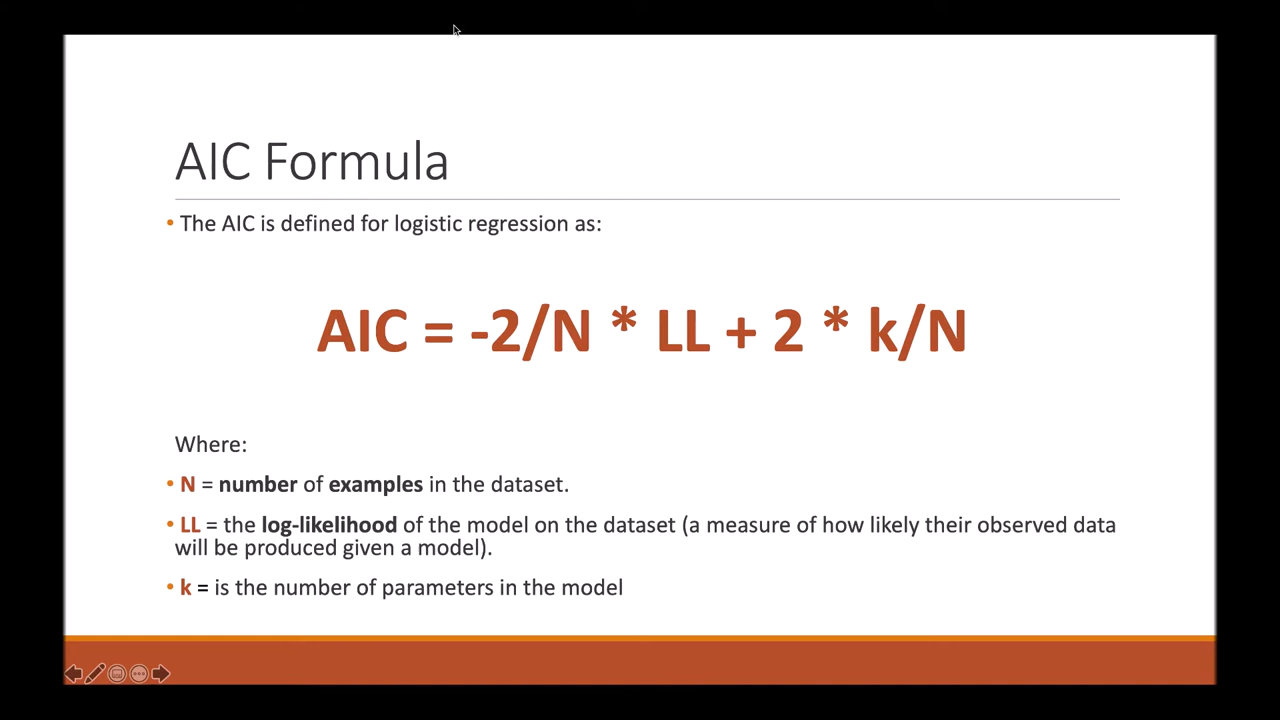 AIC Formula
• The AIC is defined for logistic regression as:
AIC = -2/N * LL + 2 * k/N
Where:
• N = number of examples in the dataset.
• LL = the log-likelihood of the model on the dataset (a measure of how likely their observed data
will be produced given a model).
• k = is the number of parameters in the model